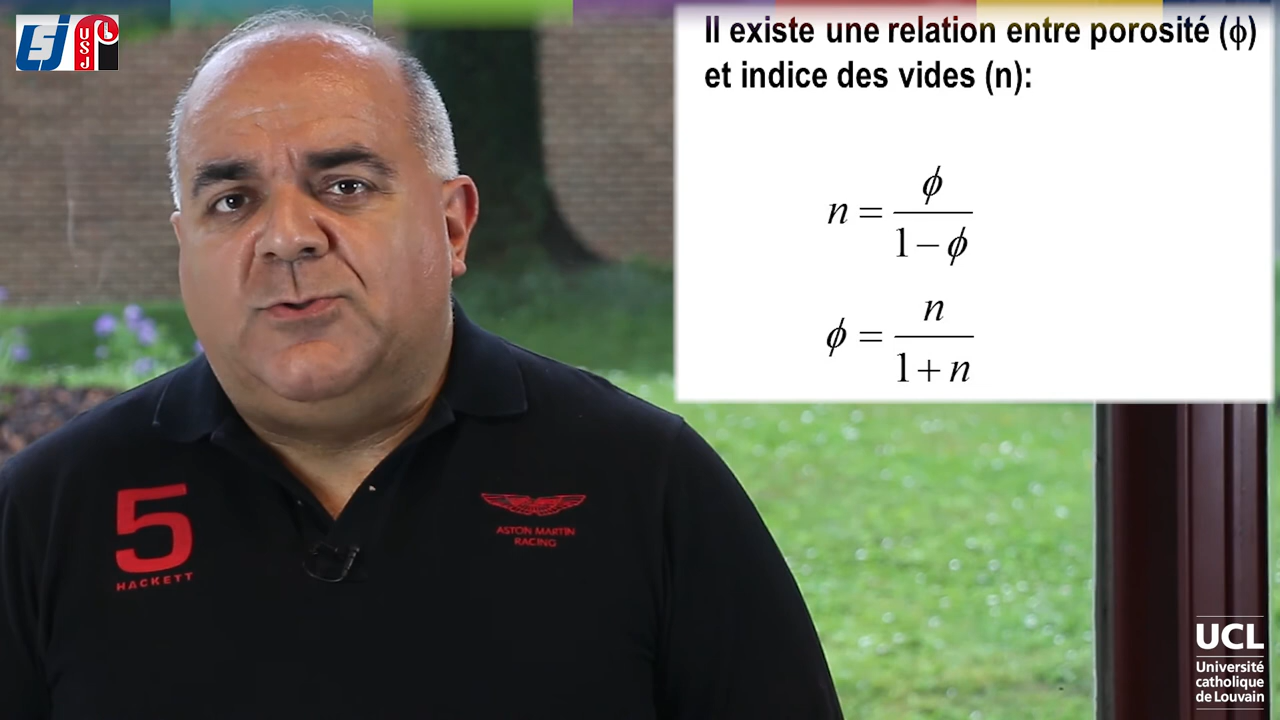 USJ
Il existe une relation entre porosité (ϕ)
et indice des vides (n):
n = ϕ / (1 − ϕ)
ϕ = n / (1 + n)
5
HACKETT
ASTON MARTIN
RACING
UCL
Université
catholique
de Louvain